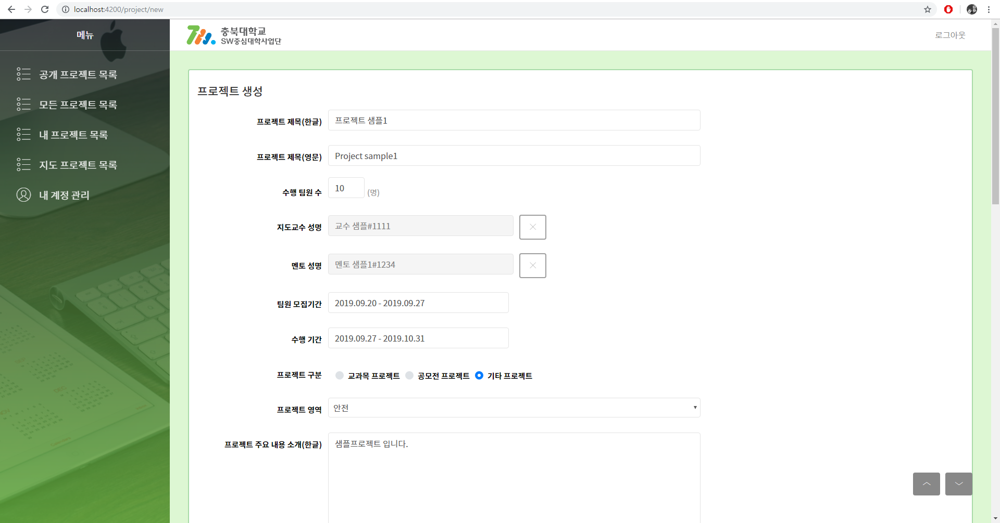 localhost:4200/project/new
메뉴
충북대학교
SW중심대학사업단
로그아웃
공개 프로젝트 목록
모든 프로젝트 목록
내 프로젝트 목록
지도 프로젝트 목록
내 계정 관리
프로젝트 생성
프로젝트 제목(한글) 프로젝트 샘플1
프로젝트 제목(영문) Project sample1
수행 팀원 수 10 (명)
지도교수 성명 교수 샘플#1111
멘토 성명 멘토 샘플1#1234
팀원 모집기간 2019.09.20 - 2019.09.27
수행 기간 2019.09.27 - 2019.10.31
프로젝트 구분 교과목 프로젝트 공모전 프로젝트 기타 프로젝트
프로젝트 영역 안전
프로젝트 주요 내용 소개(한글) 샘플프로젝트 입니다.